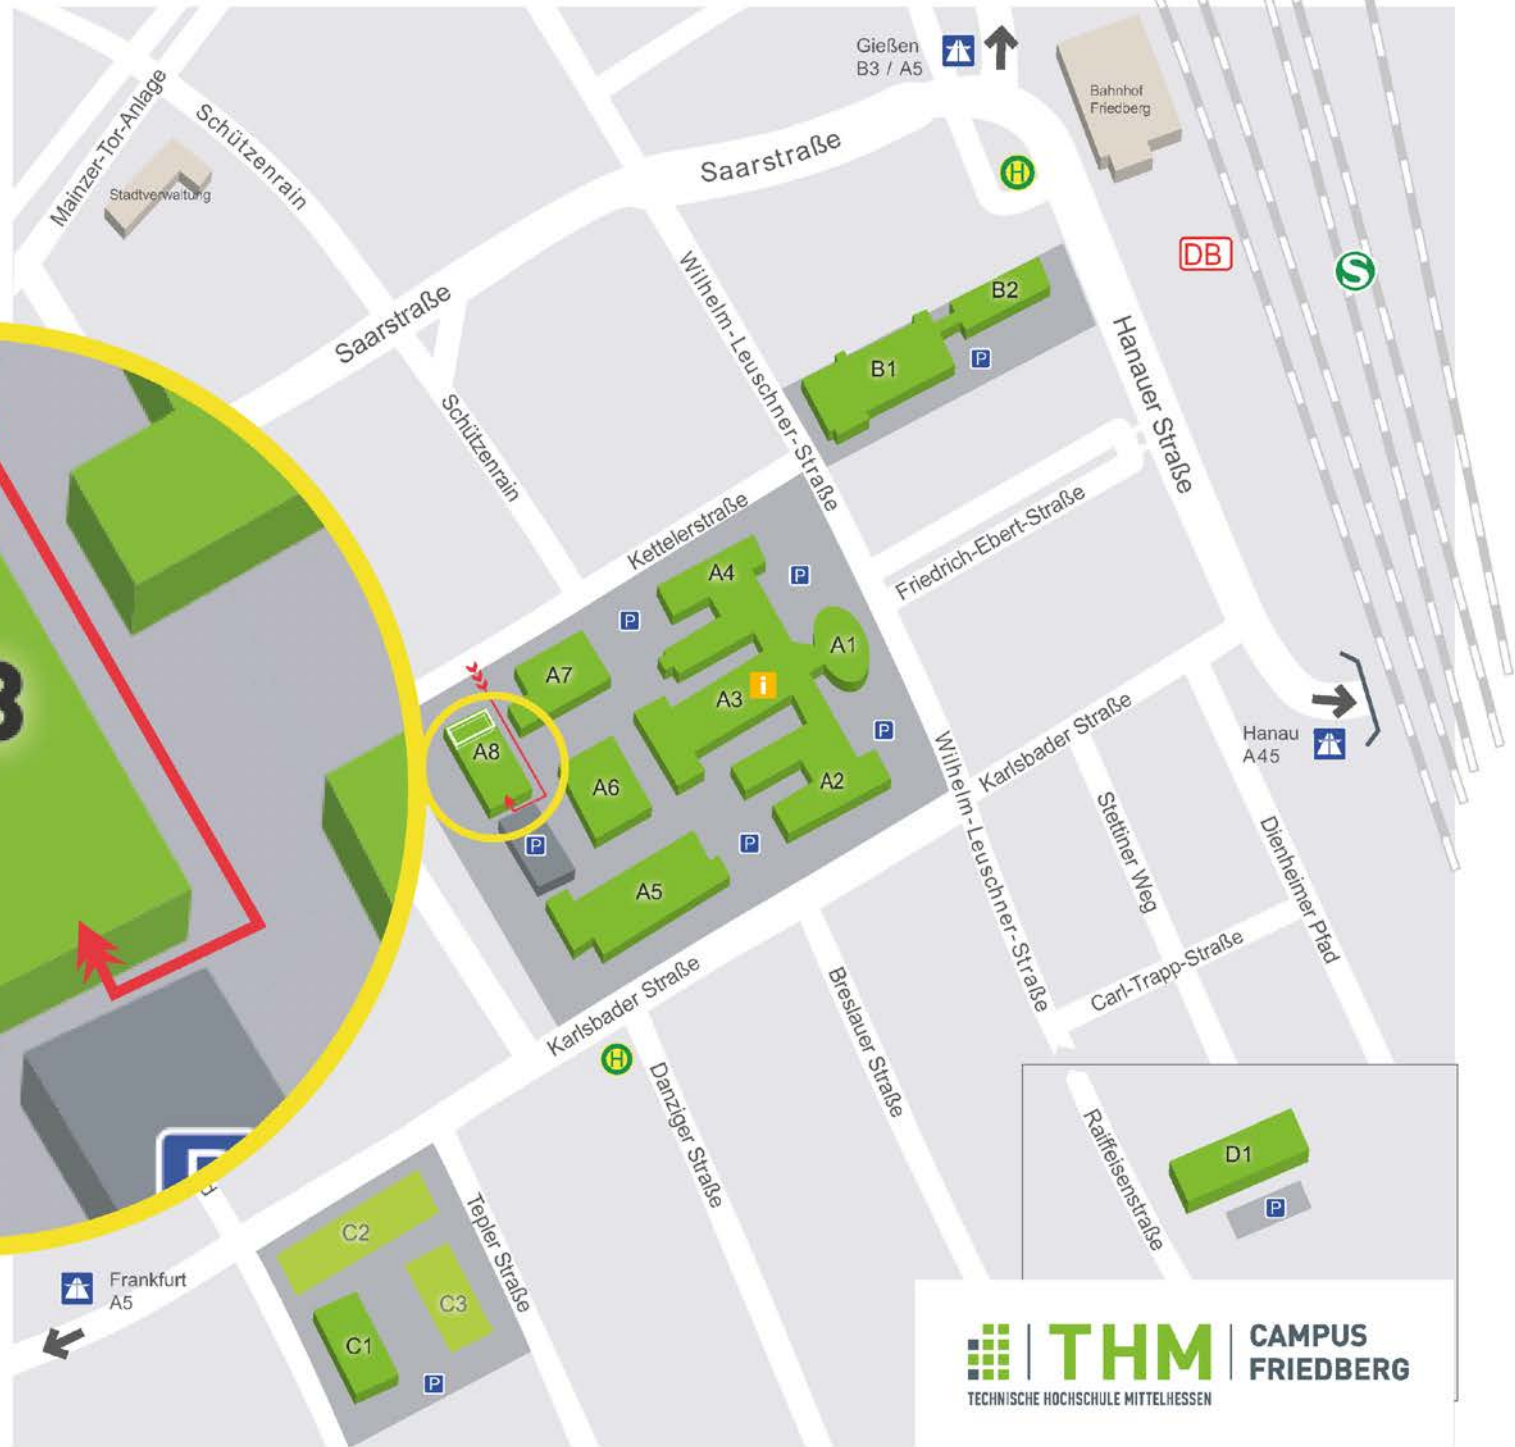 Gießen
B3 / A5
Bahnhof
Friedberg
Mainzer-Tor-Anlage
Schützenrain
Stadtverwaltung
Saarstraße
H
DB
S
Saarstraße
Wilhelm-Leuschner-Straße
B2
B1
P
Hanauer Straße
Schützenrain
Kettelerstraße
Friedrich-Ebert-Straße
A4
P
P
A1
A7
A3
i
8
A8
A6
A2
P
Hanau
A45
Karlsbader Straße
Wilhelm-Leuschner-Straße
Stettiner Weg
Dienheimer Pfad
P
P
A5
Carl-Trapp-Straße
Karlsbader Straße
H
Breslauer Straße
Danziger Straße
P
Raiffeisenstraße
D1
P
C2
Tepler Straße
C3
C1
P
Frankfurt
A5
THM
CAMPUS
FRIEDBERG
TECHNISCHE HOCHSCHULE MITTELHESSEN